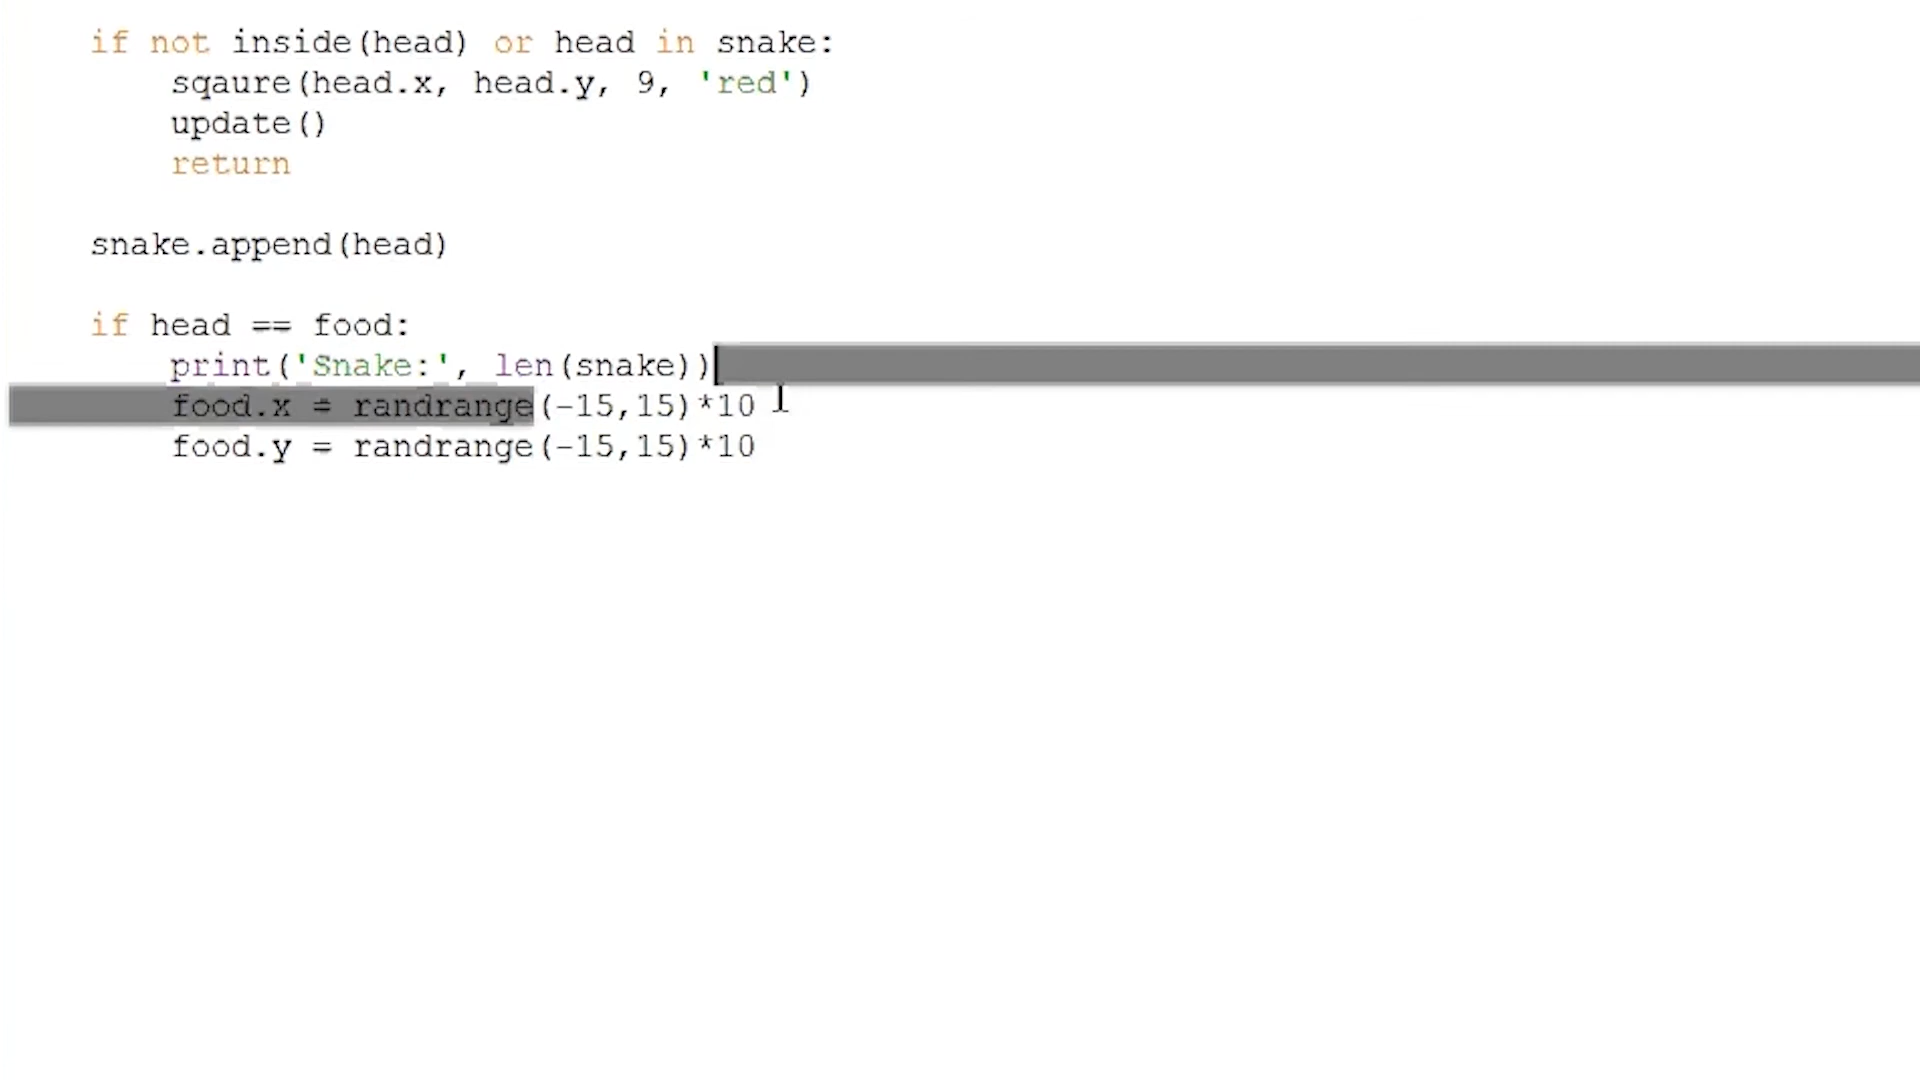 if not inside(head) or head in snake:
sqaure(head.x, head.y, 9, 'red')
update()
return
snake.append(head)
if head == food:
print('Snake:', len(snake))
food.x = randrange(-15,15)*10
food.y = randrange(-15,15)*10